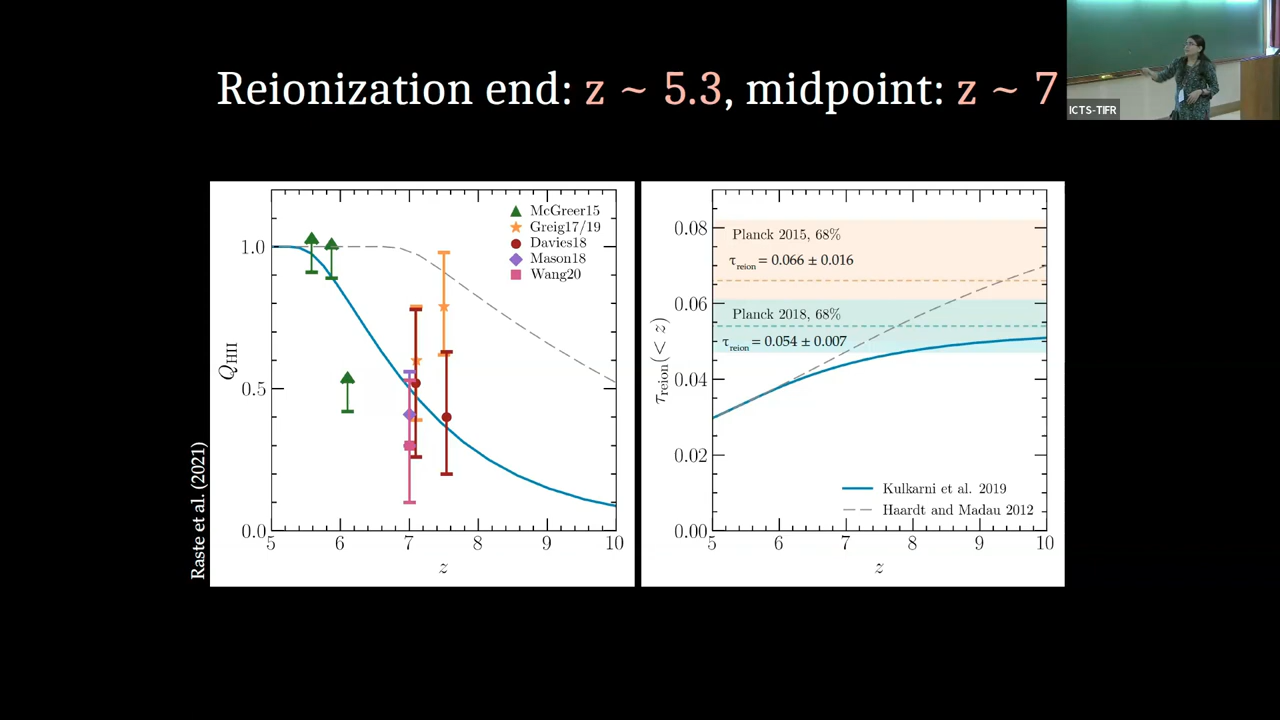 Reionization end: z ~ 5.3, midpoint: z ~ 7
ICTS-TIFR
Raste et al. (2021)
Q_HII
1.0
0.5
0.0
5 6 7 8 9 10
z
McGreer15
Greig17/19
Davies18
Mason18
Wang20
τ_reion(< z)
0.08
0.06
0.04
0.02
0.00
5 6 7 8 9 10
z
Planck 2015, 68%
τ_reion = 0.066 ± 0.016
Planck 2018, 68%
τ_reion = 0.054 ± 0.007
Kulkarni et al. 2019
Haardt and Madau 2012